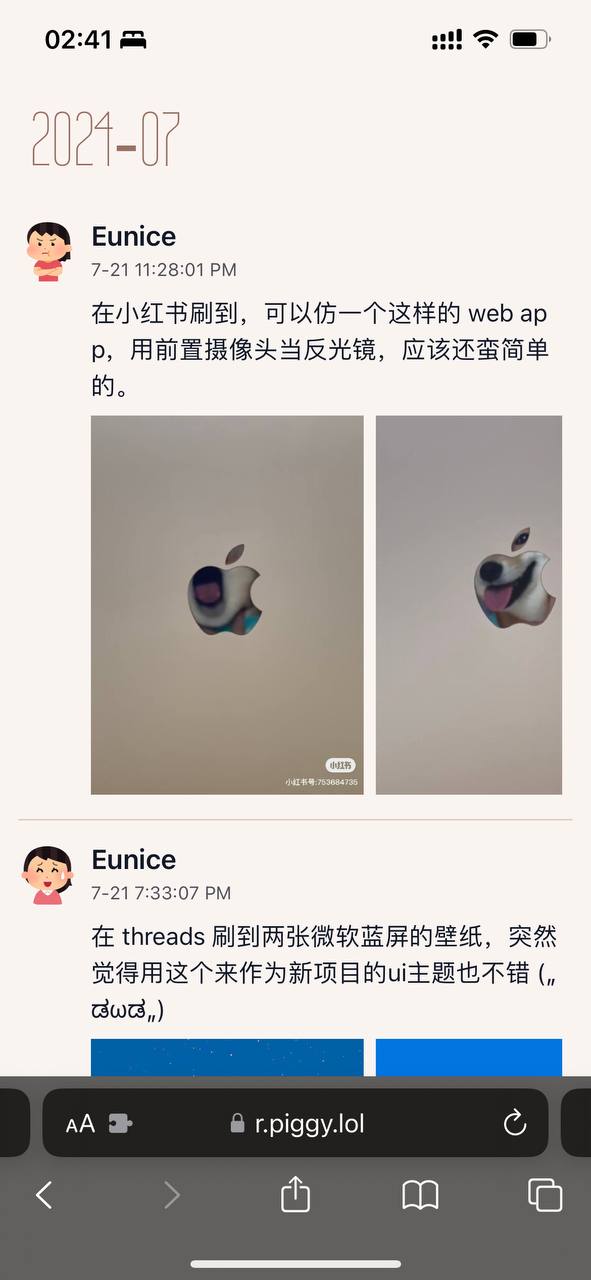 02:41
2024-07
Eunice
7-21 11:28:01 PM
在小红书刷到，可以仿一个这样的 web ap
p，用前置摄像头当反光镜，应该还蛮简单
的。
小红书
小红书号:753684735
Eunice
7-21 7:33:07 PM
在 threads 刷到两张微软蓝屏的壁纸，突然
觉得用这个来作为新项目的ui主题也不错 („
ಡωಡ„)
AA
r.piggy.lol